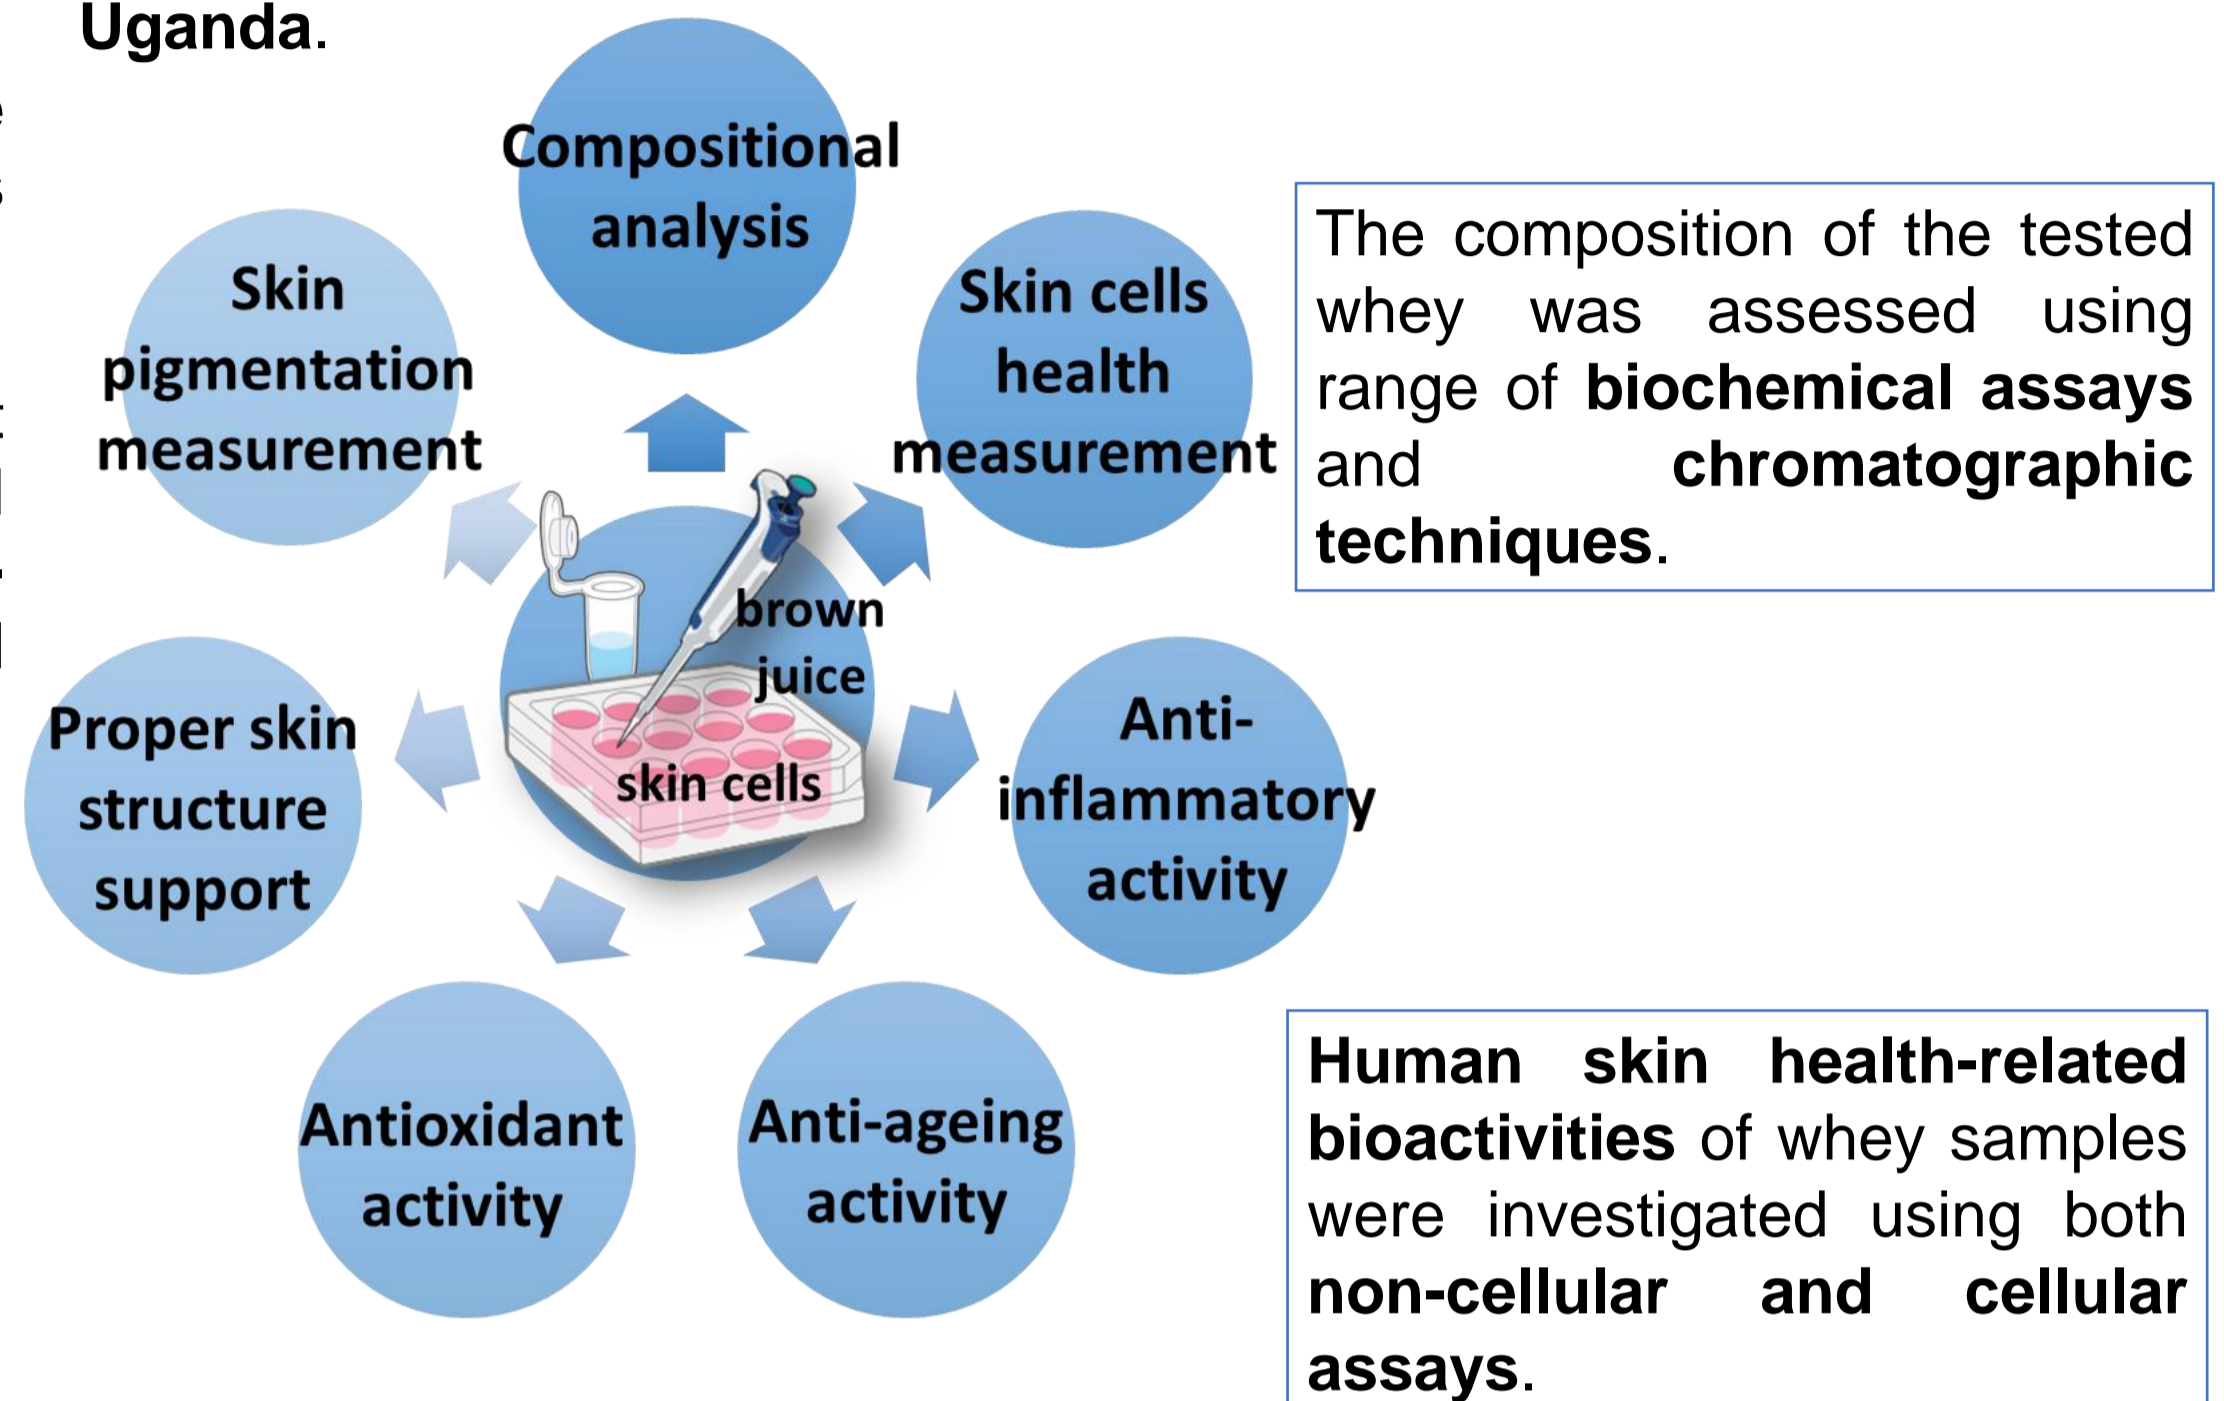 Uganda.
Compositional
analysis
Skin cells
health
measurement
Anti-
inflammatory
activity
Anti-ageing
activity
Antioxidant
activity
Proper skin
structure
support
Skin
pigmentation
measurement
brown
juice
skin cells
The composition of the tested
whey was assessed using
range of biochemical assays
and chromatographic
techniques.
Human skin health-related
bioactivities of whey samples
were investigated using both
non-cellular and cellular
assays.